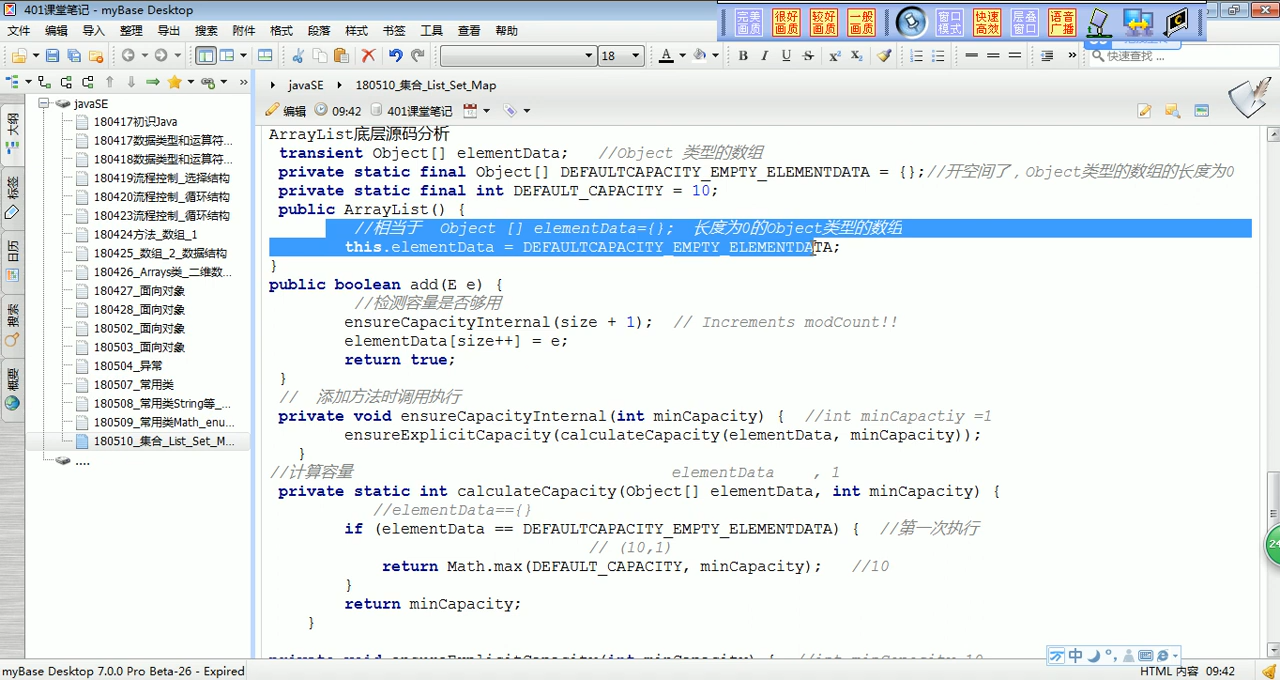 401课堂笔记 - myBase Desktop
完美画质 很好画质 较好画质 一般画质 窗口模式 快速高效 层叠窗口 语音广播
文件 编辑 导入 整理 导出 搜索 附件 格式 段落 样式 书签 工具 查看 帮助
18 A B I U S x² x₂ » 快速查找 ...
» javaSE 180510_集合_List_Set_Map
编辑 09:42 401课堂笔记
大纲
标签
日历
搜索
概要
javaSE
180417初识Java
180417数据类型和运算符...
180418数据类型和运算符...
180419流程控制_选择结构
180420流程控制_循环结构
180423流程控制_循环结构
180424方法_数组_1
180425_数组_2_数据结构
180426_Arrays类_二维数...
180427_面向对象
180428_面向对象
180502_面向对象
180503_面向对象
180504_异常
180507_常用类
180508_常用类String等_...
180509_常用类Math_enu...
180510_集合_List_Set_M...
....
ArrayList底层源码分析
transient Object[] elementData; //Object 类型的数组
private static final Object[] DEFAULTCAPACITY_EMPTY_ELEMENTDATA = {};//开空间了,Object类型的数组的长度为0
private static final int DEFAULT_CAPACITY = 10;
public ArrayList() {
//相当于 Object [] elementData={}; 长度为0的Object类型的数组
this.elementData = DEFAULTCAPACITY_EMPTY_ELEMENTDATA;
}
public boolean add(E e) {
//检测容量是否够用
ensureCapacityInternal(size + 1); // Increments modCount!!
elementData[size++] = e;
return true;
}
// 添加方法时调用执行
private void ensureCapacityInternal(int minCapacity) { //int minCapactiy =1
ensureExplicitCapacity(calculateCapacity(elementData, minCapacity));
}
//计算容量 elementData , 1
private static int calculateCapacity(Object[] elementData, int minCapacity) {
//elementData=={}
if (elementData == DEFAULTCAPACITY_EMPTY_ELEMENTDATA) { //第一次执行
// (10,1)
return Math.max(DEFAULT_CAPACITY, minCapacity); //10
}
return minCapacity;
}
24
中
myBase Desktop 7.0.0 Pro Beta-26 - Expired
HTML 内容 09:42